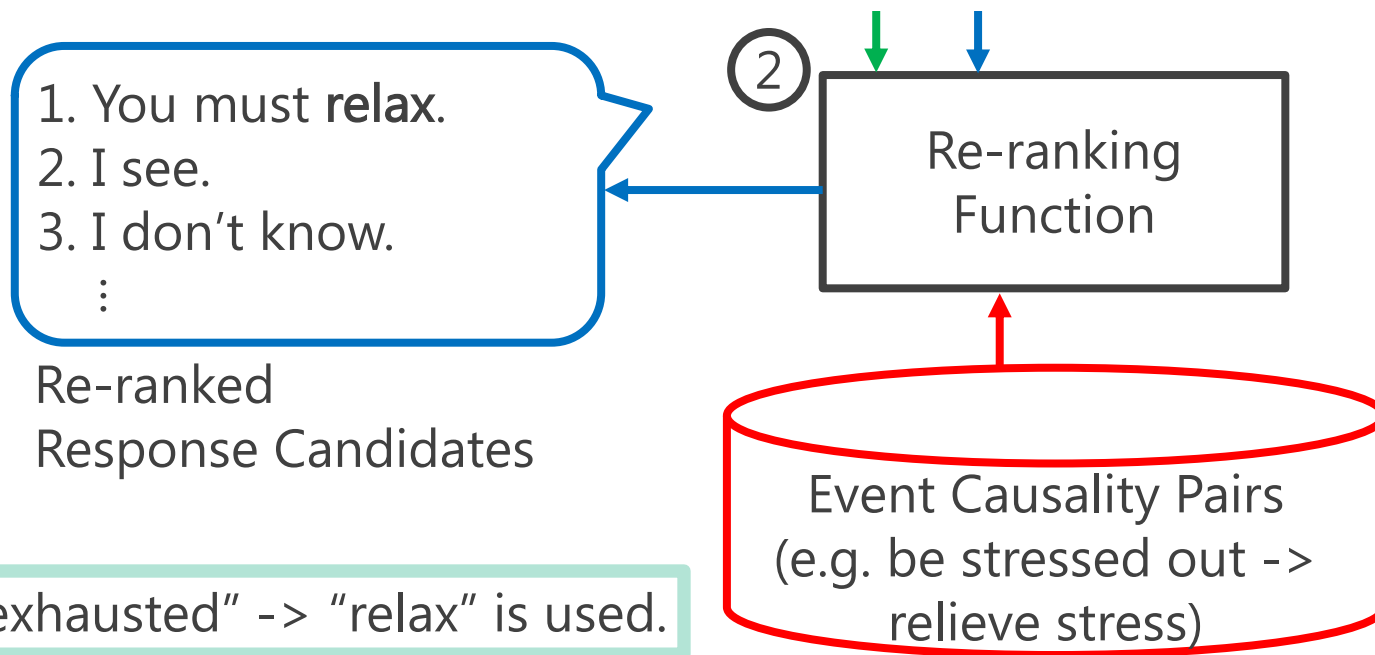 1. You must relax.
2. I see.
3. I don't know.
⋮
Re-ranked
Response Candidates
2
Re-ranking
Function
Event Causality Pairs
(e.g. be stressed out ->
relieve stress)
exhausted” -> “relax” is used.